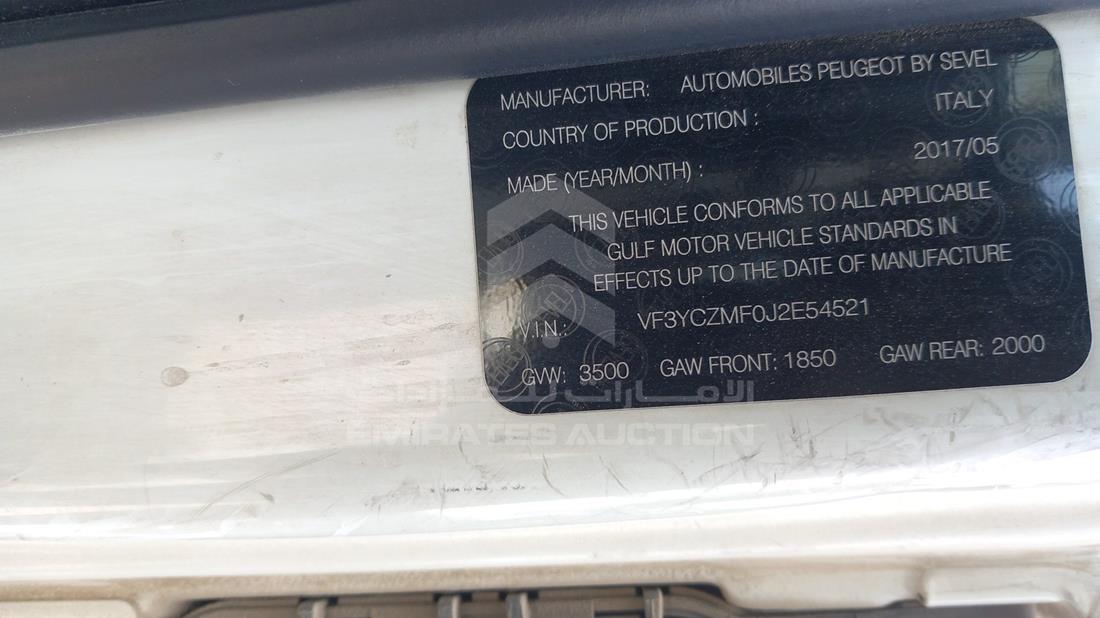 MANUFACTURER: AUTOMOBILES PEUGEOT BY SEVEL
COUNTRY OF PRODUCTION : ITALY
MADE (YEAR/MONTH) : 2017/05
THIS VEHICLE CONFORMS TO ALL APPLICABLE
GULF MOTOR VEHICLE STANDARDS IN
EFFECTS UP TO THE DATE OF MANUFACTURE
V.I.N.: VF3YCZMF0J2E54521
GVW: 3500 GAW FRONT: 1850 GAW REAR: 2000
الامارات للمزادات
EMIRATES AUCTION